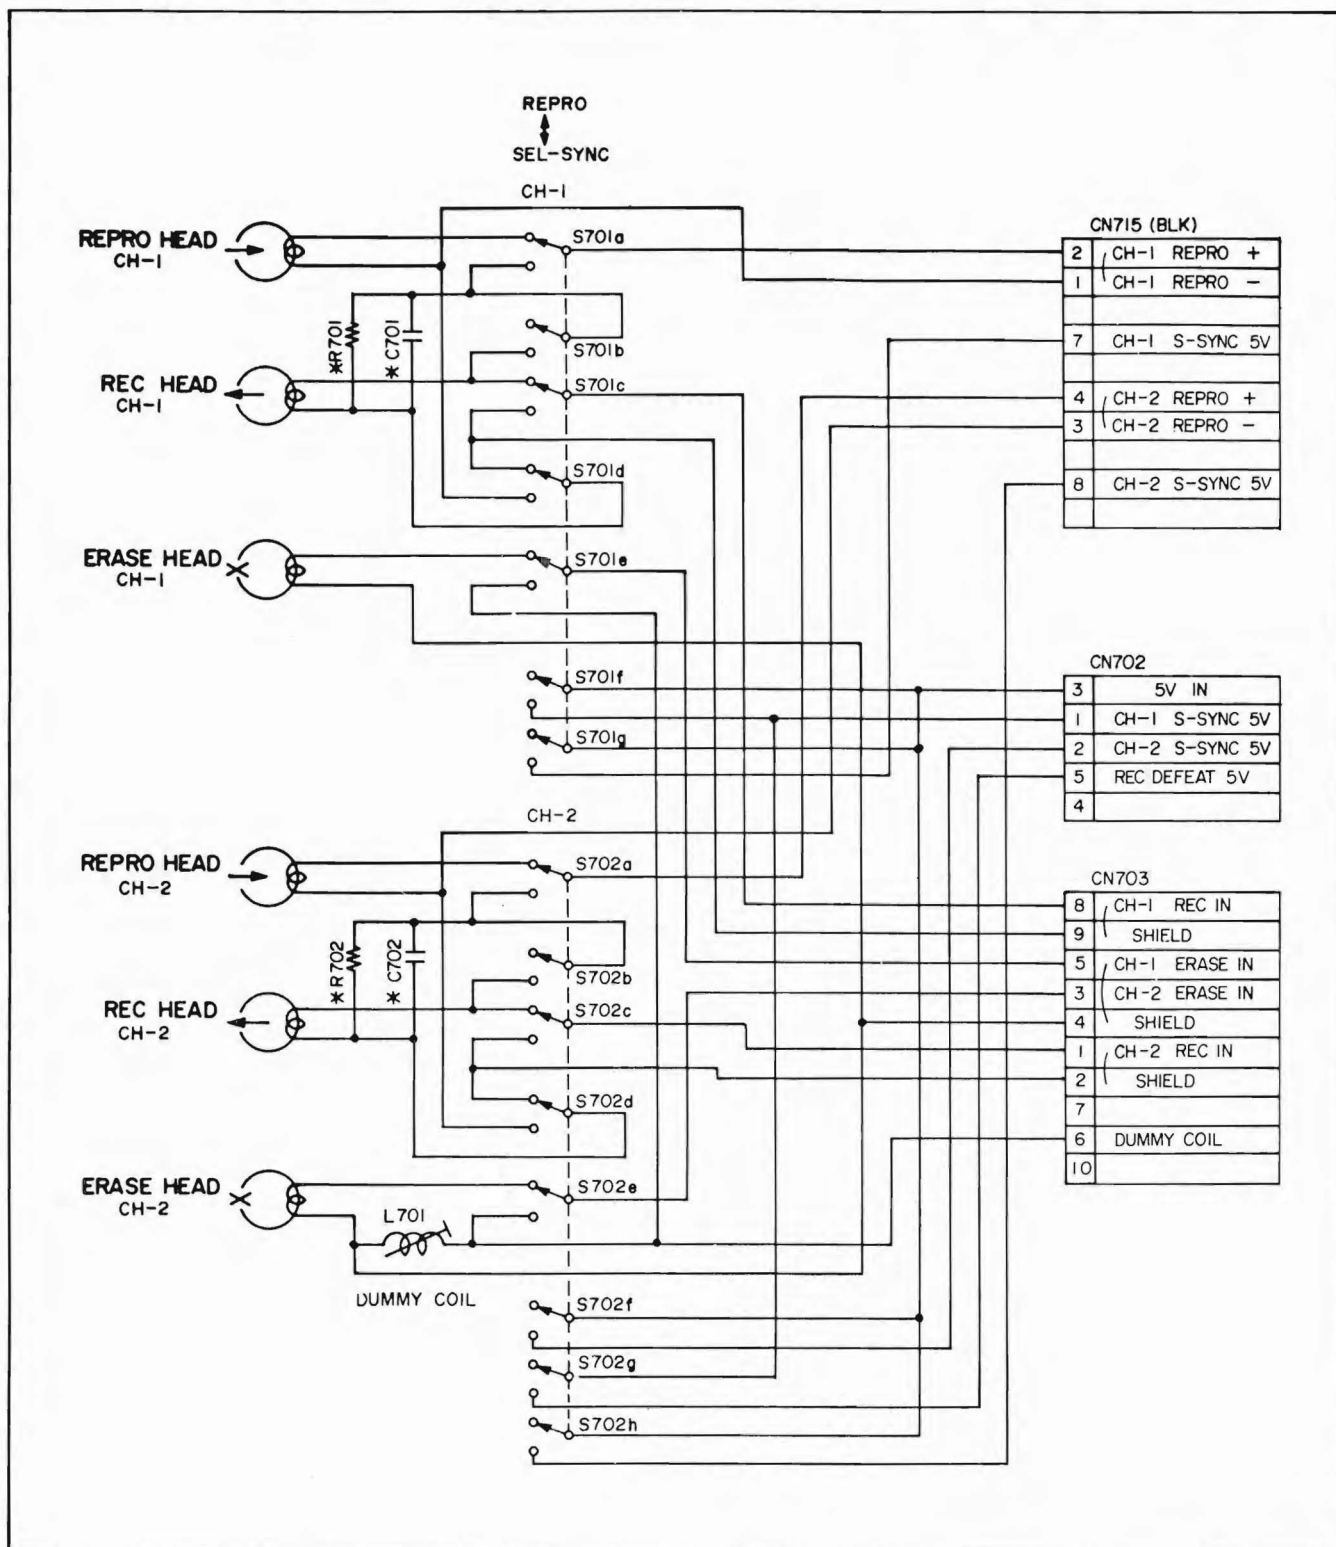 REPRO
SEL-SYNC
CH-1
REPRO HEAD
CH-1
S701a
*R701
*C701
S701b
REC HEAD
CH-1
S701c
S701d
ERASE HEAD
CH-1
S701e
S701f
S701g
CH-2
REPRO HEAD
CH-2
S702a
*R702
*C702
S702b
REC HEAD
CH-2
S702c
S702d
ERASE HEAD
CH-2
S702e
L701
DUMMY COIL
S702f
S702g
S702h
CN715 (BLK)
2 CH-1 REPRO +
1 CH-1 REPRO −
7 CH-1 S-SYNC 5V
4 CH-2 REPRO +
3 CH-2 REPRO −
8 CH-2 S-SYNC 5V
CN702
3 5V IN
1 CH-1 S-SYNC 5V
2 CH-2 S-SYNC 5V
5 REC DEFEAT 5V
4
CN703
8 CH-1 REC IN
9 SHIELD
5 CH-1 ERASE IN
3 CH-2 ERASE IN
4 SHIELD
1 CH-2 REC IN
2 SHIELD
7
6 DUMMY COIL
10